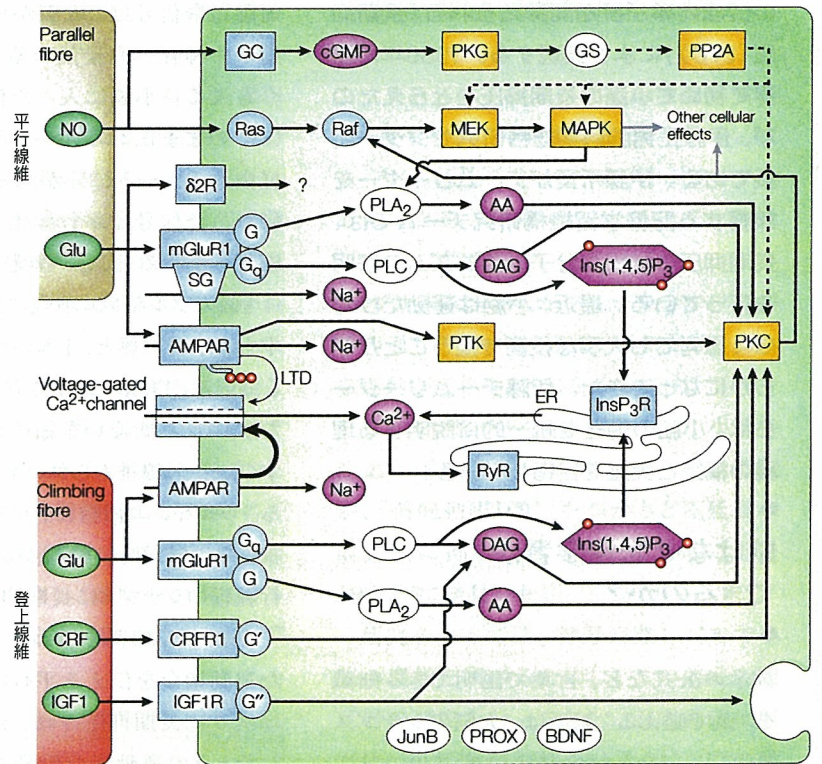 Parallel
fibre
平行線維
NO
GC
cGMP
PKG
GS
PP2A
Ras
Raf
MEK
MAPK
Other cellular
effects
δ2R
?
PLA2
AA
Glu
mGluR1
G
Gq
SG
PLC
DAG
Ins(1,4,5)P3
Na+
AMPAR
Na+
PTK
PKC
LTD
Voltage-gated
Ca2+channel
Ca2+
ER
InsP3R
RyR
AMPAR
Na+
Climbing
fibre
登上線維
Glu
mGluR1
Gq
G
PLC
DAG
Ins(1,4,5)P3
PLA2
AA
CRF
CRFR1
G′
IGF1
IGF1R
G″
JunB
PROX
BDNF